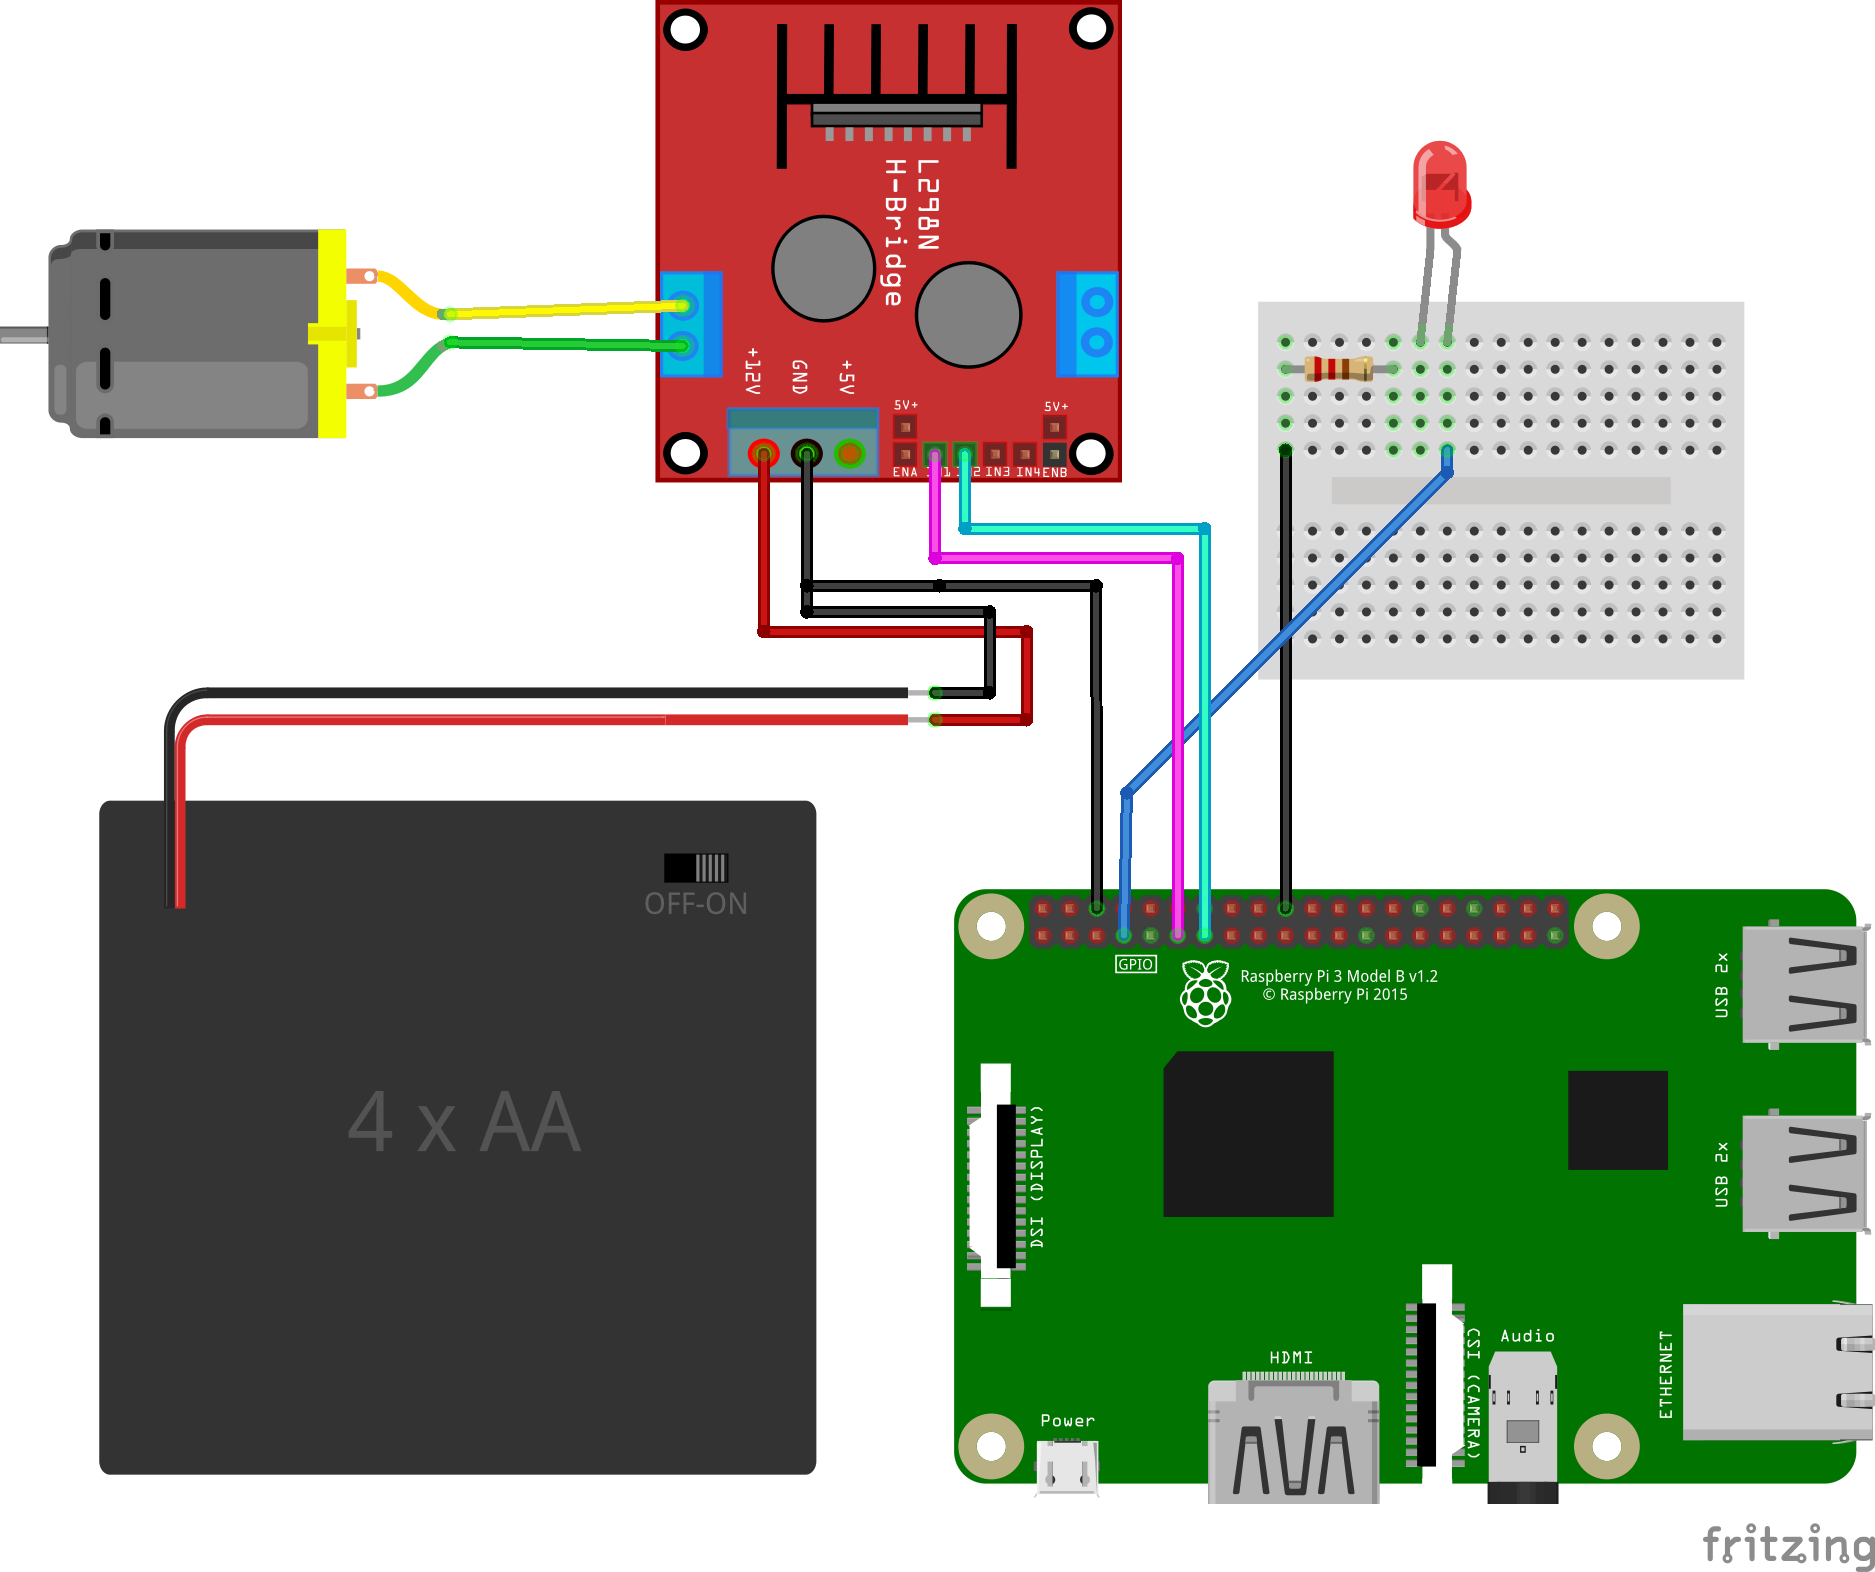 L298N
H-Bridge
+12V
GND
+5V
5V+
5V+
ENA
IN3
IN4
ENB
OFF-ON
4 x AA
GPIO
Raspberry Pi 3 Model B v1.2
© Raspberry Pi 2015
USB 2x
USB 2x
DSI (DISPLAY)
CSI (CAMERA)
Audio
ETHERNET
HDMI
Power
fritzing